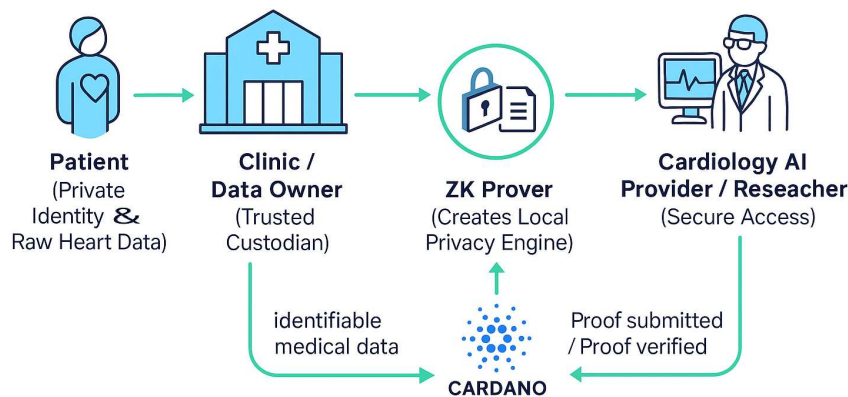 Patient
(Private
Identity &
Raw Heart Data)
Clinic /
Data Owner
(Trusted
Custodian)
ZK Prover
(Creates Local
Privacy Engine)
Cardiology AI
Provider / Reseacher
(Secure Access)
identifiable
medical data
CARDANO
Proof submitted
/ Proof verified